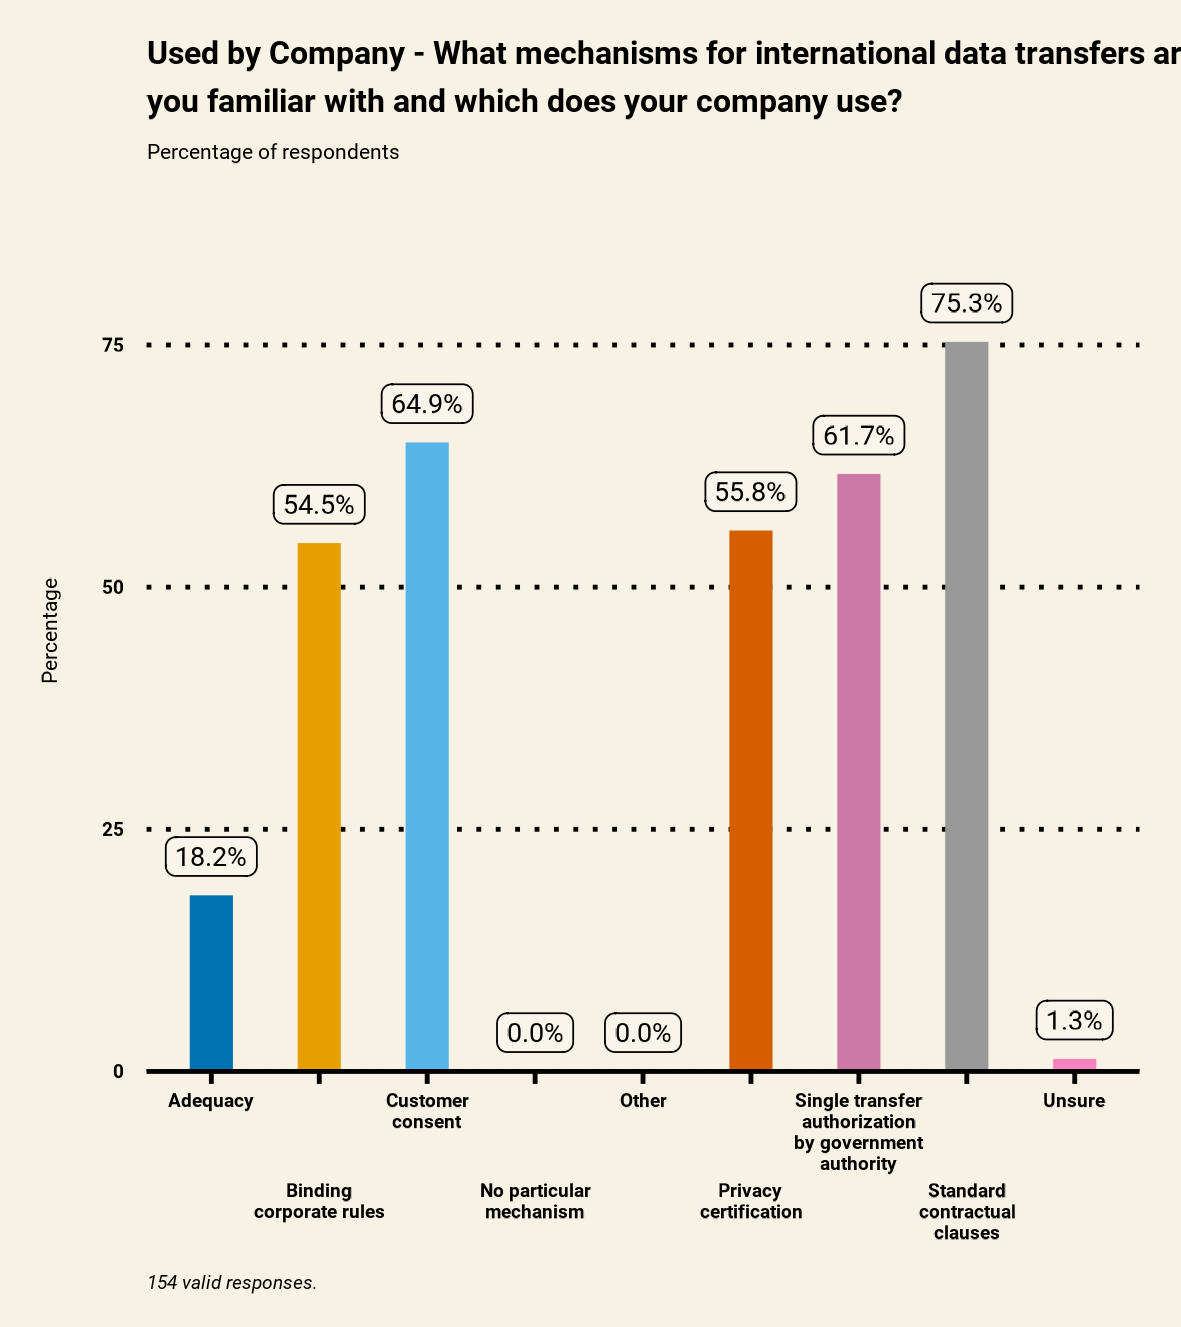 Used by Company - What mechanisms for international data transfers ar
you familiar with and which does your company use?
Percentage of respondents
Percentage
75
50
25
0
18.2%
54.5%
64.9%
0.0%
0.0%
55.8%
61.7%
75.3%
1.3%
Adequacy
Binding
corporate rules
Customer
consent
No particular
mechanism
Other
Privacy
certification
Single transfer
authorization
by government
authority
Standard
contractual
clauses
Unsure
154 valid responses.